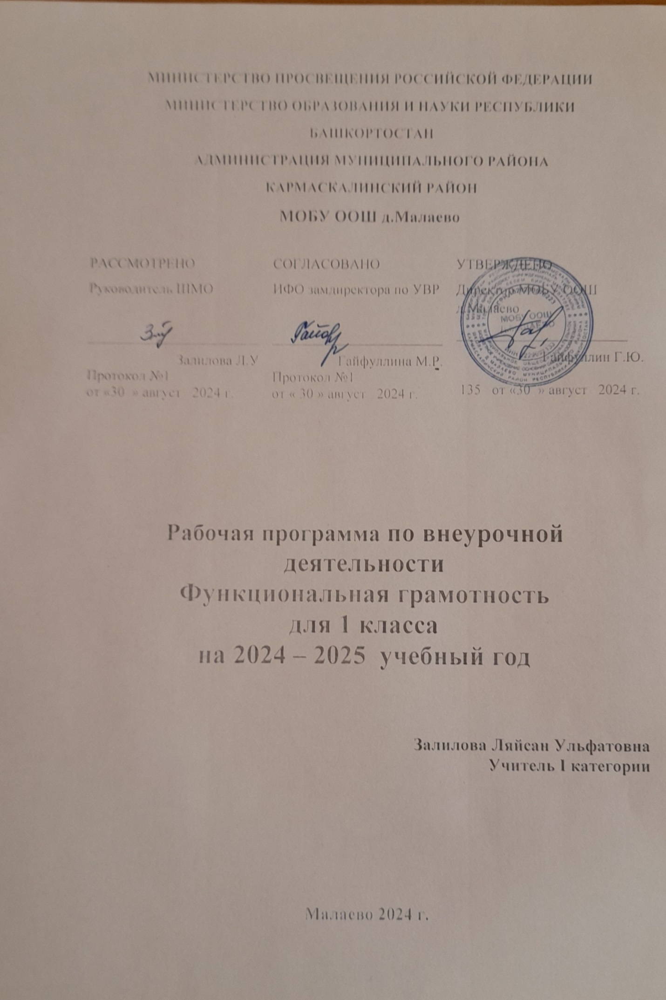 МИНИСТЕРСТВО ПРОСВЕЩЕНИЯ РОССИЙСКОЙ ФЕДЕРАЦИИ
МИНИСТЕРСТВО ОБРАЗОВАНИЯ И НАУКИ РЕСПУБЛИКИ
БАШКОРТОСТАН
АДМИНИСТРАЦИЯ МУНИЦИПАЛЬНОГО РАЙОНА
КАРМАСКАЛИНСКИЙ РАЙОН
МОБУ ООШ д.Малаево
РАССМОТРЕНО
Руководитель ШМО
Залилова Л.У
Протокол №1
от «30 » август 2024 г.
СОГЛАСОВАНО
ИФО замдиректора по УВР
Гайфуллина М.Р.
Протокол №1
от « 30 » август 2024 г.
УТВЕРЖДЕНО
Директор МОБУ ООШ
д.Малаево
МОБУ ООШ
Гайфуллин Г.Ю.
135 от «30 » август 2024 г.
Рабочая программа по внеурочной
деятельности
Функциональная грамотность
для 1 класса
на 2024 – 2025 учебный год
Залилова Ляйсан Ульфатовна
Учитель I категории
Малаево 2024 г.